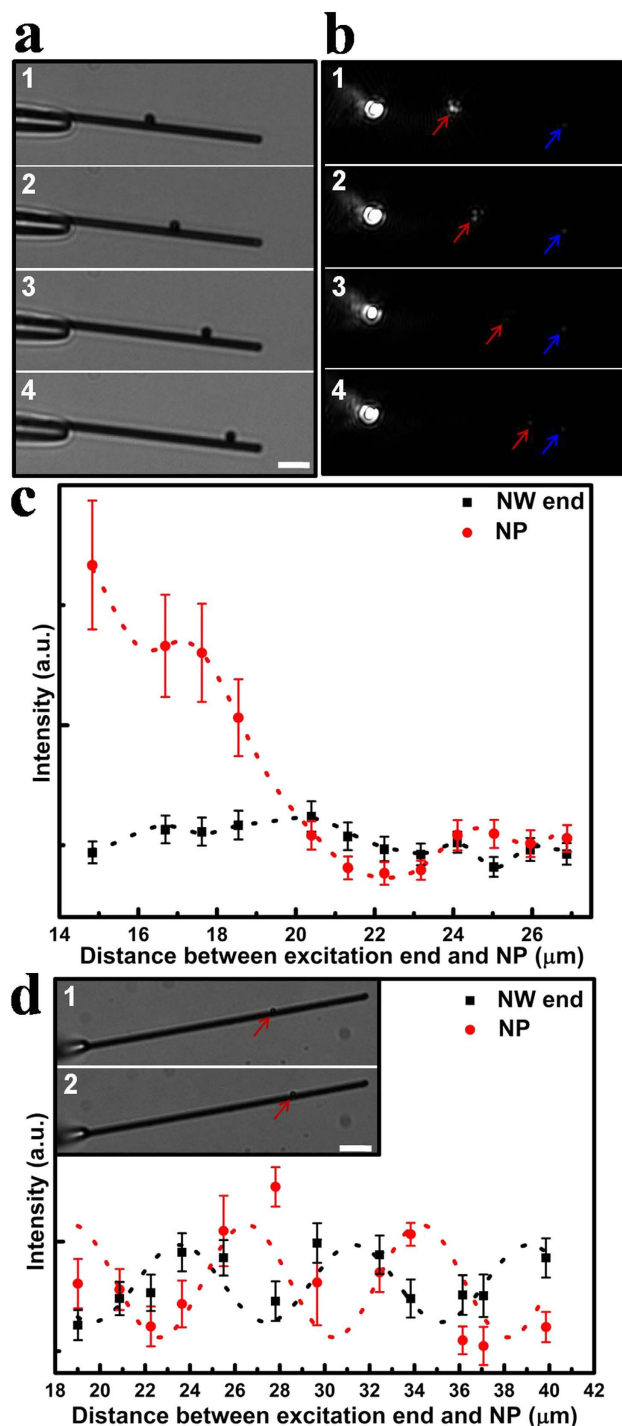 a
b
1
1
2
2
3
3
4
4
c
NW end
NP
Intensity (a.u.)
14 16 18 20 22 24 26
Distance between excitation end and NP (μm)
d
1
2
NW end
NP
Intensity (a.u.)
18 20 22 24 26 28 30 32 34 36 38 40 42
Distance between excitation end and NP (μm)